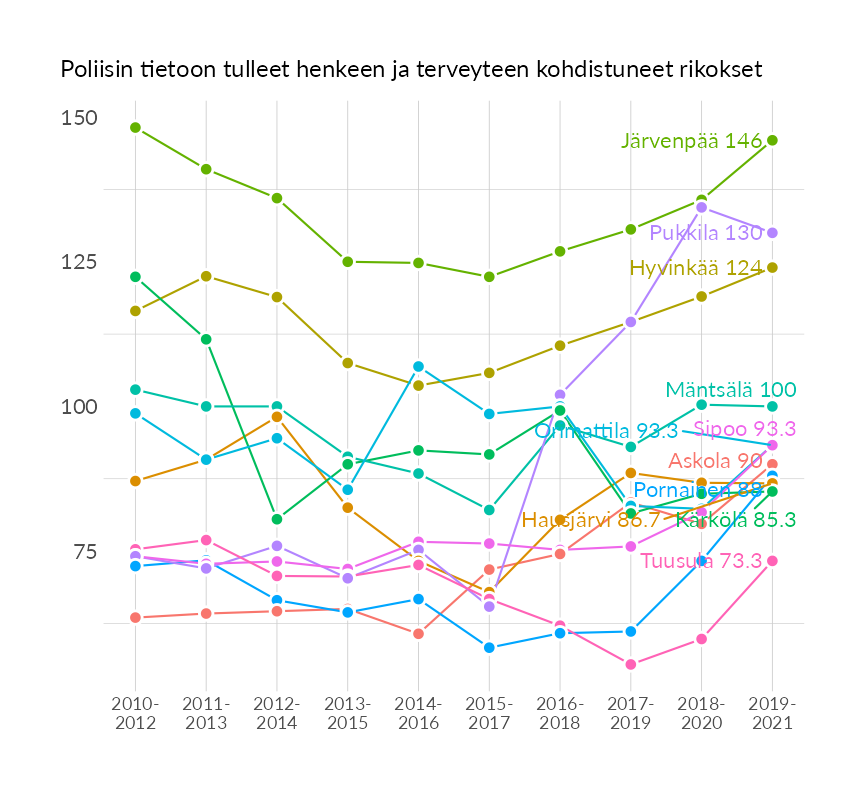 Poliisin tietoon tulleet henkeen ja terveyteen kohdistuneet rikokset
150
125
100
75
Järvenpää 146
Pukkila 130
Hyvinkää 124
Mäntsälä 100
Sipoo 93.3
Orimattila 93.3
Askola 90
Pornainen 88
Hausjärvi 86.7
Kärkölä 85.3
Tuusula 73.3
2010-
2012
2011-
2013
2012-
2014
2013-
2015
2014-
2016
2015-
2017
2016-
2018
2017-
2019
2018-
2020
2019-
2021